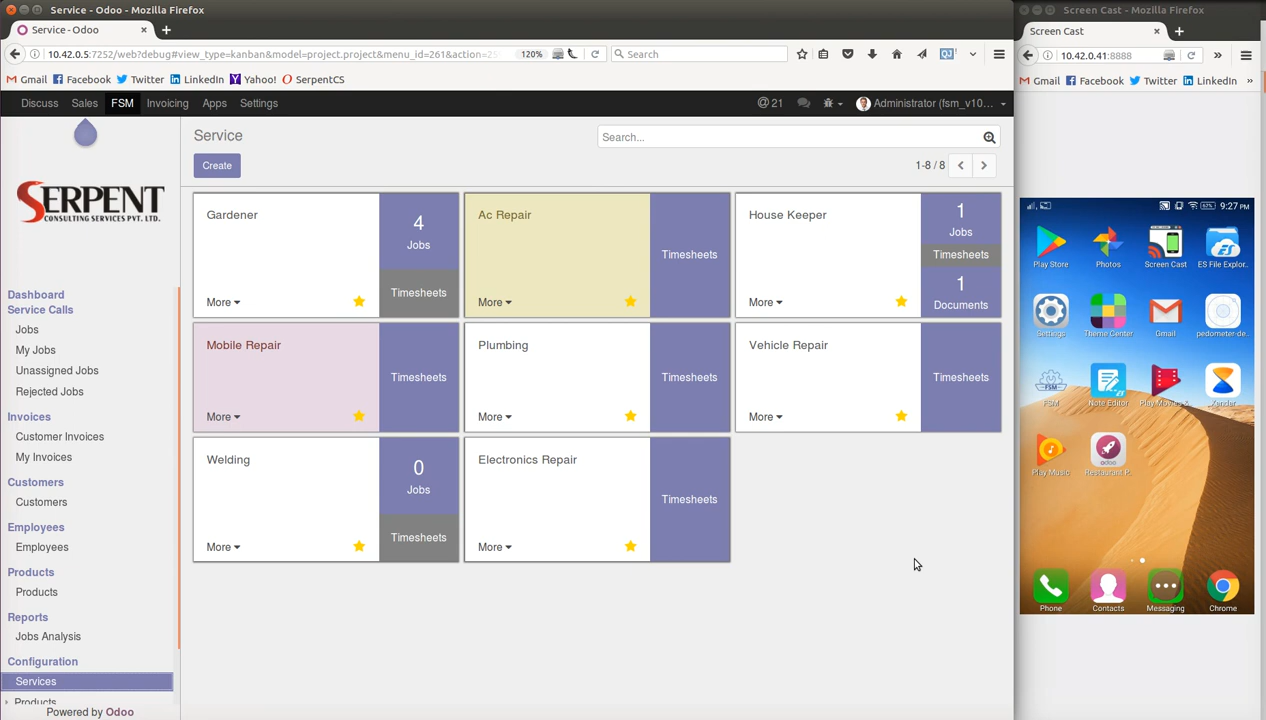 Service - Odoo - Mozilla Firefox
Service - Odoo
10.42.0.5:7252/web?debug#view_type=kanban&model=project.project&menu_id=261&action=25
120%
Search
Gmail
Facebook
Twitter
LinkedIn
Yahoo!
SerpentCS
Discuss
Sales
FSM
Invoicing
Apps
Settings
@ 21
Administrator (fsm_v10...
SERPENT
CONSULTING SERVICES PVT. LTD.
Dashboard
Service Calls
Jobs
My Jobs
Unassigned Jobs
Rejected Jobs
Invoices
Customer Invoices
My Invoices
Customers
Customers
Employees
Employees
Products
Products
Reports
Jobs Analysis
Configuration
Services
Products
Powered by Odoo
Service
Search...
Create
1-8 / 8
Gardener
4
Jobs
Timesheets
More
Ac Repair
Timesheets
More
House Keeper
1
Jobs
Timesheets
1
Documents
More
Mobile Repair
Timesheets
More
Plumbing
Timesheets
More
Vehicle Repair
Timesheets
More
Welding
0
Jobs
Timesheets
More
Electronics Repair
Timesheets
More
Screen Cast - Mozilla Firefox
Screen Cast
10.42.0.41:8888
Gmail
Facebook
Twitter
LinkedIn
9:27 PM
Play Store
Photos
Screen Cast
ES File Explor..
Settings
Theme Center
Gmail
pedometer-de..
FSM
Note Editor
Play Movies &
Xender
Play Music
odoo
Restaurant P..
Phone
Contacts
Messaging
Chrome